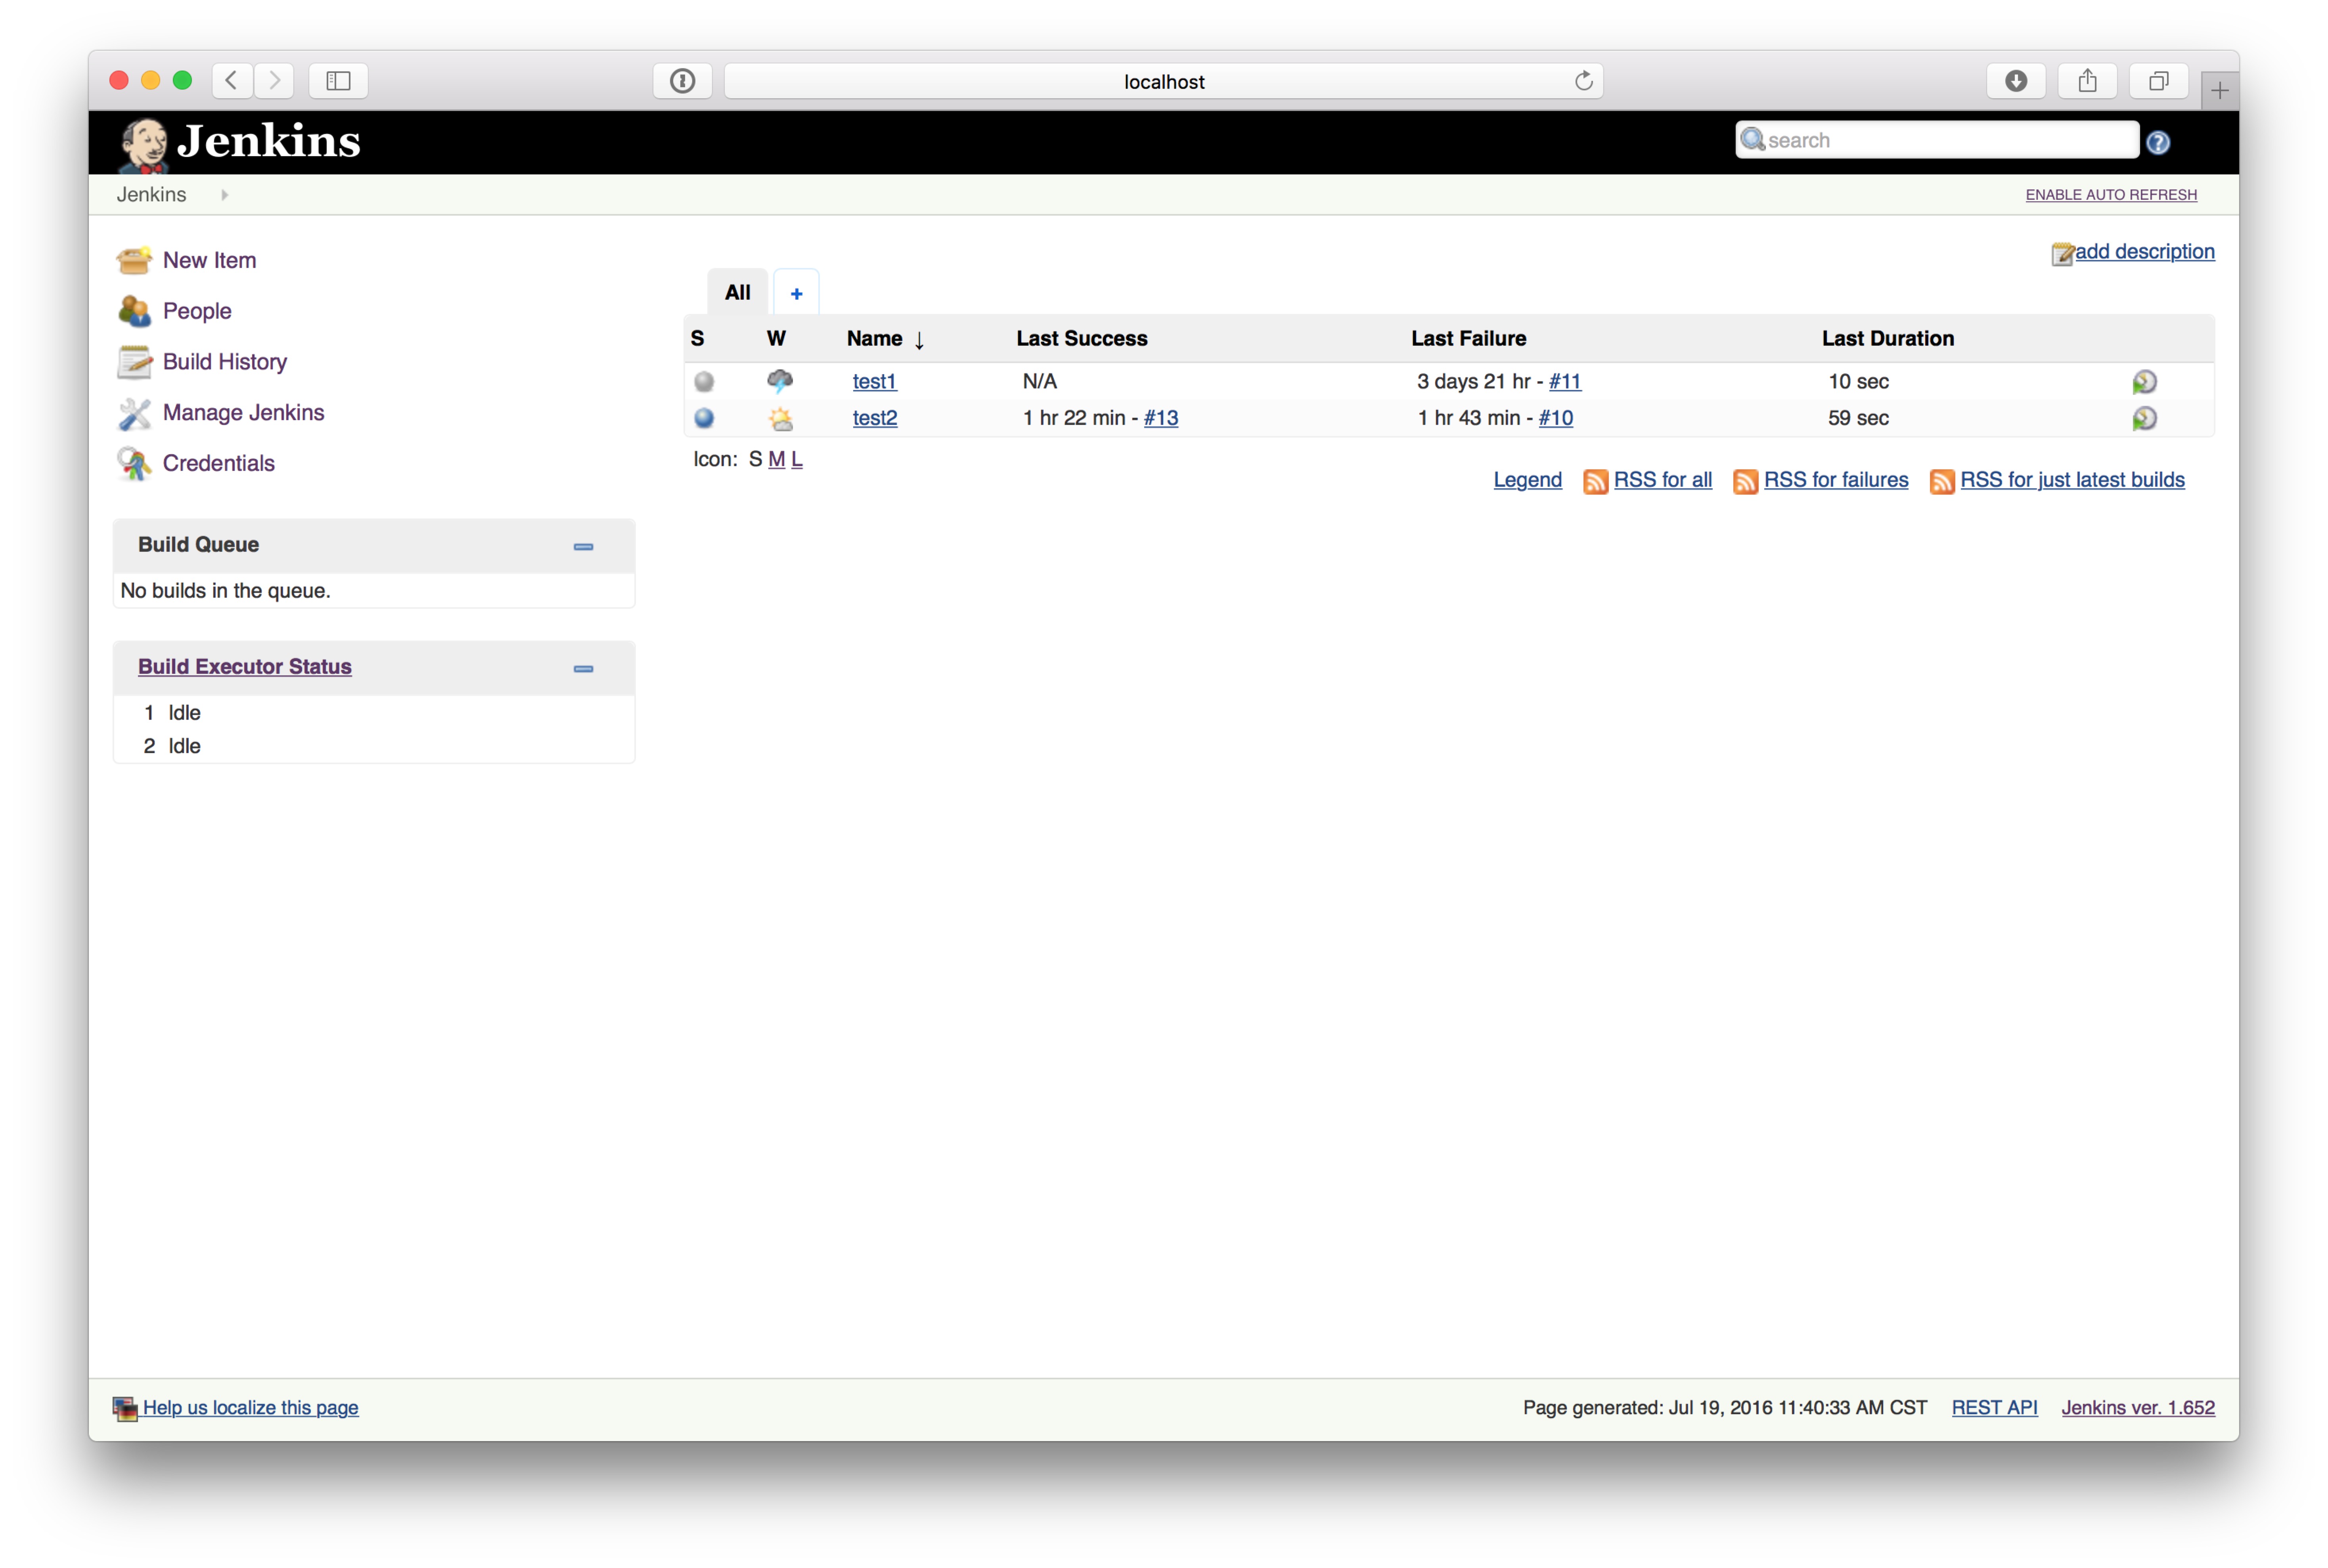 localhost
Jenkins
search
Jenkins
ENABLE AUTO REFRESH
New Item
People
Build History
Manage Jenkins
Credentials
Build Queue
No builds in the queue.
Build Executor Status
1 Idle
2 Idle
add description
All +
S W Name ↓ Last Success Last Failure Last Duration
test1 N/A 3 days 21 hr - #11 10 sec
test2 1 hr 22 min - #13 1 hr 43 min - #10 59 sec
Icon: S M L
Legend RSS for all RSS for failures RSS for just latest builds
Help us localize this page
Page generated: Jul 19, 2016 11:40:33 AM CST REST API Jenkins ver. 1.652